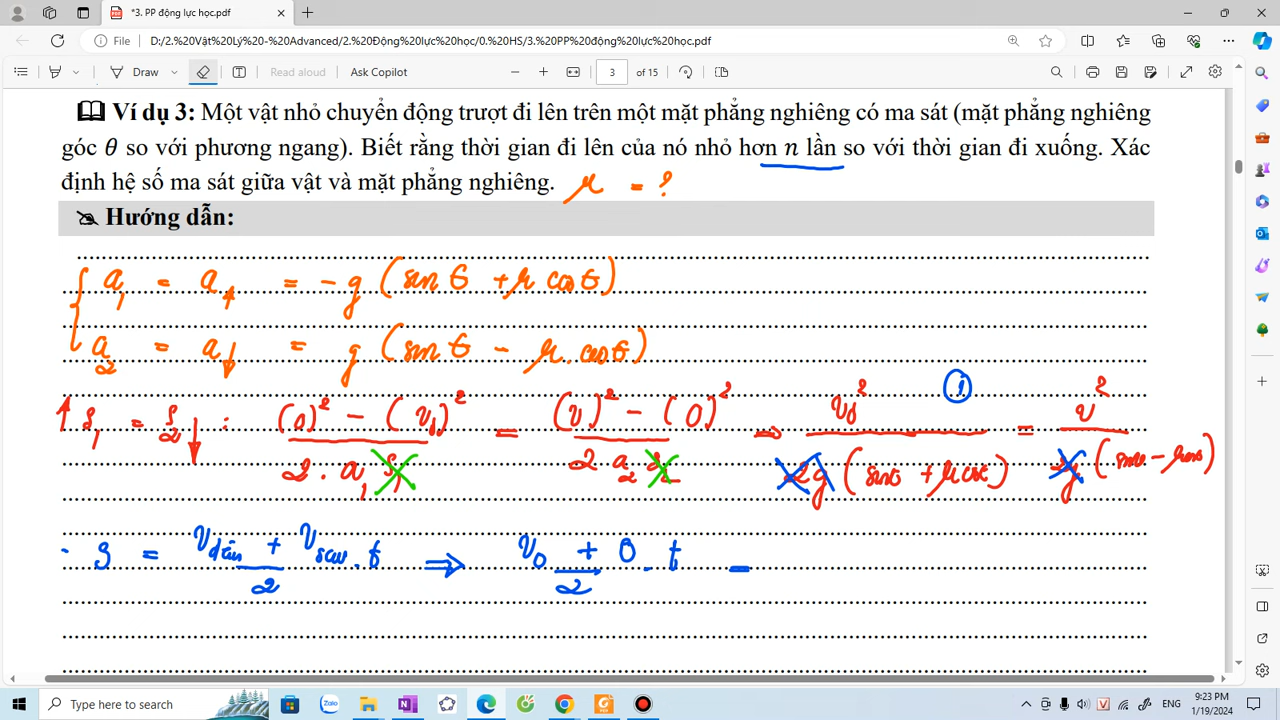 *3. PP động lực học.pdf
File D:/2.%20Vật%20Lý%20-%20Advanced/2.%20Động%20lực%20học/0.%20HS/3.%20PP%20động%20lực%20học.pdf
Draw Read aloud Ask Copilot 3 of 15
Ví dụ 3: Một vật nhỏ chuyển động trượt đi lên trên một mặt phẳng nghiêng có ma sát (mặt phẳng nghiêng
góc θ so với phương ngang). Biết rằng thời gian đi lên của nó nhỏ hơn n lần so với thời gian đi xuống. Xác
định hệ số ma sát giữa vật và mặt phẳng nghiêng. μ = ?
Hướng dẫn:
a₁ = a↑ = -g (sin θ + μ cos θ)
a₂ = a↓ = g (sin θ - μ. cos θ)
↑ S₁ = S₂ ↓ : (0)² - (v₀)² / 2. a₁ = (v)² - (0)² / 2 a₂ ⇒ v₀² / 2g (sin θ + μ cos) = v² / 2g (sin - μ cos) ①
- S = v đầu + v sau / 2 . t ⇒ v₀ + 0 / 2 . t =
Type here to search
Zalo
V
ENG
9:23 PM
1/19/2024